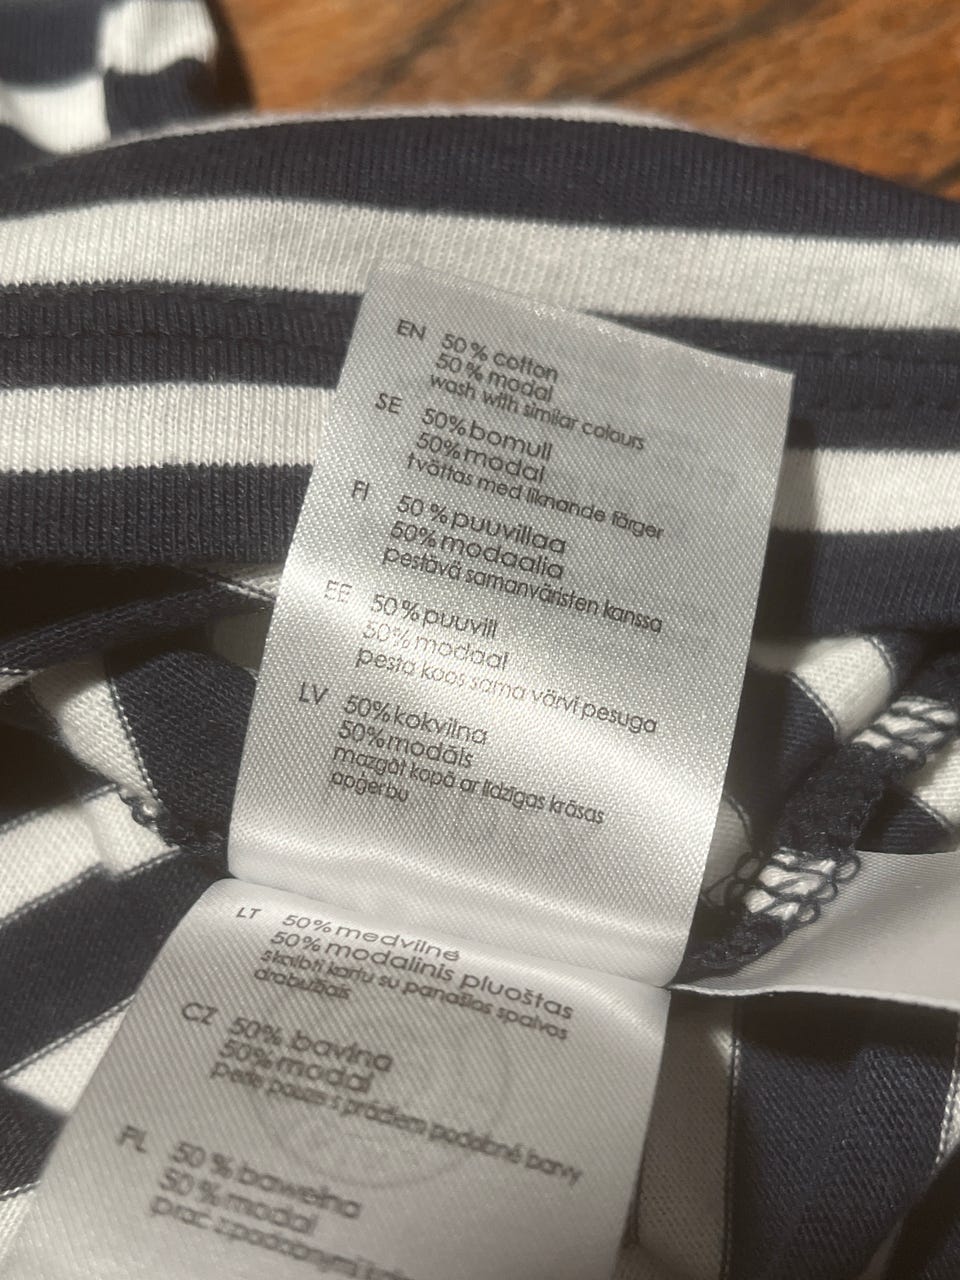 EN 50% cotton
50% modal
wash with similar colours
SE 50% bomull
50% modal
tvättas med liknande färger
FI 50% puuvillaa
50% modaalia
pestävä samanväristen kanssa
EE 50% puuvill
50% modaal
pesta koos sama värvi pesuga
LV 50% kokvilna
50% modāls
mazgāt kopā ar līdzīgas krāsas
apģērbu
LT 50% medvilnė
50% modalinis pluoštas
skalbti kartu su panašios spalvos
drabužiais
CZ 50% bavlna
50% modal
perte pouze s prádlem podobné barvy
PL 50% bawełna
50% modal
prać z podobnymi